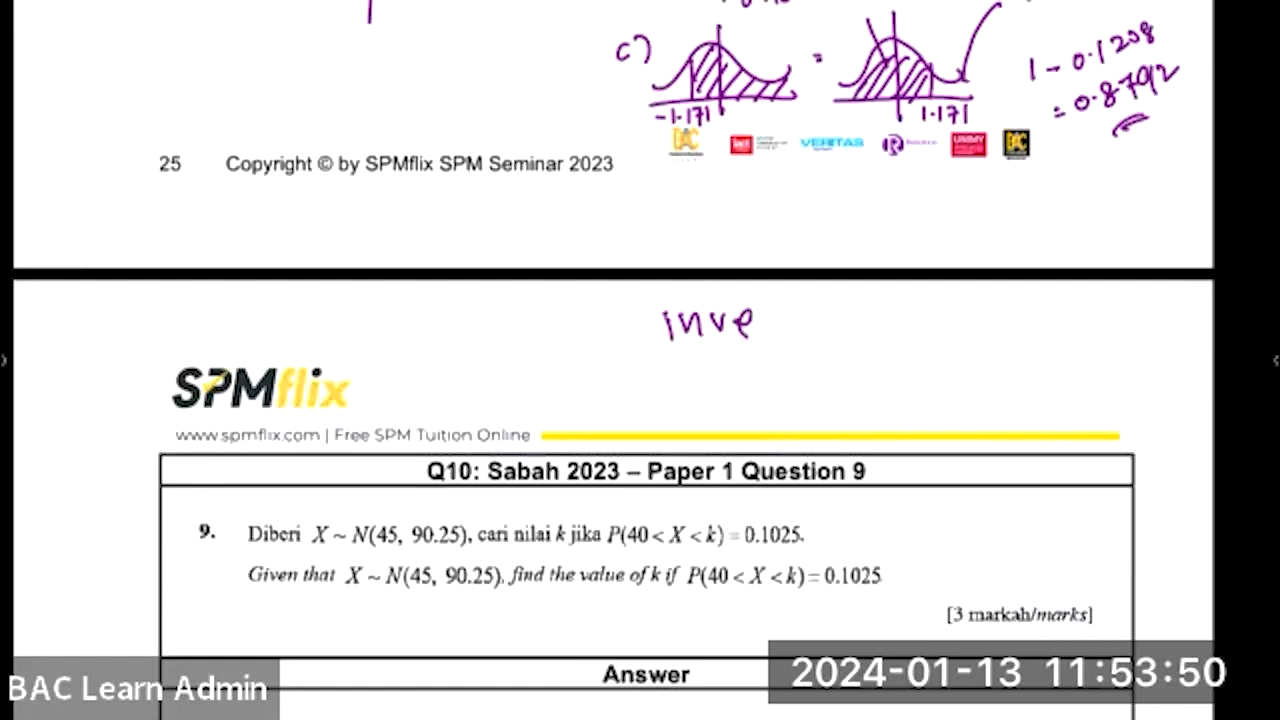 c)
=
-1.171
1.171
1 - 0.1208
= 0.8792
BAC
VERITAS
BAC
25 Copyright © by SPMflix SPM Seminar 2023
inve
SPMflix
www.spmflix.com | Free SPM Tuition Online
Q10: Sabah 2023 – Paper 1 Question 9
9. Diberi X ~ N(45, 90.25), cari nilai k jika P(40 < X < k) = 0.1025.
Given that X ~ N(45, 90.25), find the value of k if P(40 < X < k) = 0.1025
[3 markah/marks]
Answer
2024-01-13 11:53:50
BAC Learn Admin